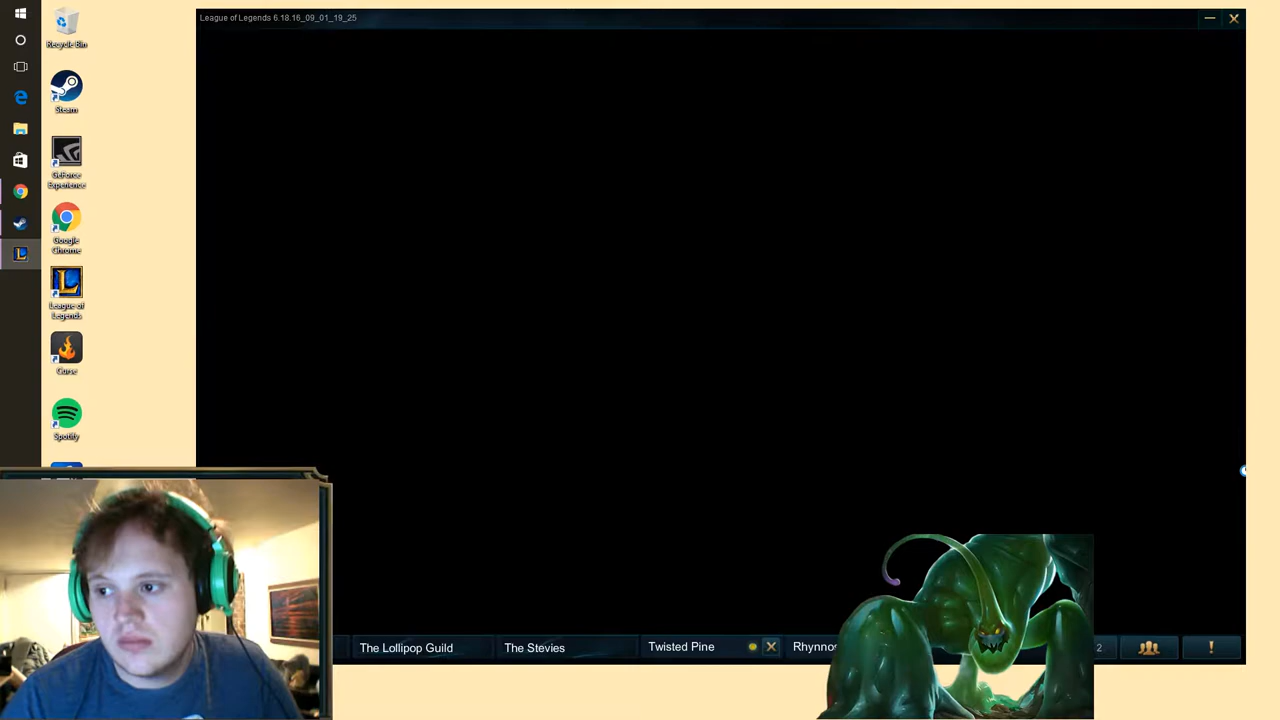 League of Legends 6.18.16_09_01_19_25
Recycle Bin
Steam
GeForce
Experience
Google
Chrome
League of
Legends
Curse
Spotify
The Lollipop Guild
The Stevies
Twisted Pine
Rhynnos
2
!